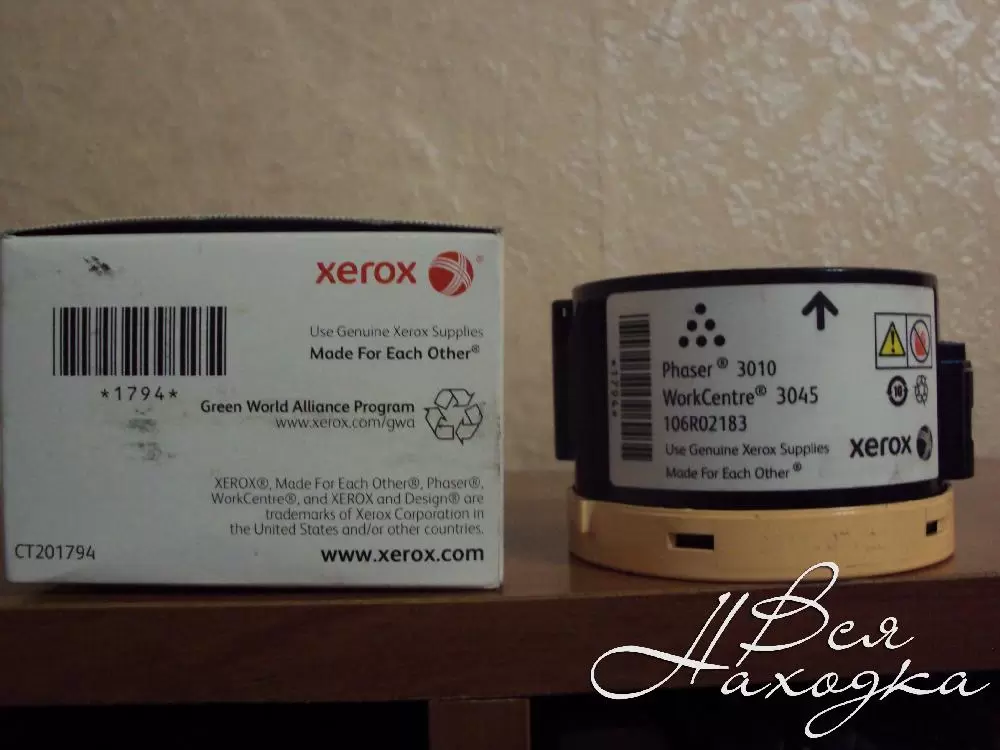 xerox ®
*1794*
Use Genuine Xerox Supplies
Made For Each Other®
Green World Alliance Program
www.xerox.com/gwa
XEROX®, Made For Each Other®, Phaser®,
WorkCentre®, and XEROX and Design® are
trademarks of Xerox Corporation in
the United States and/or other countries.
CT201794
www.xerox.com
*1794*
Phaser® 3010
WorkCentre® 3045
106R02183
Use Genuine Xerox Supplies
Made For Each Other®
10
xerox
Вся
Находка